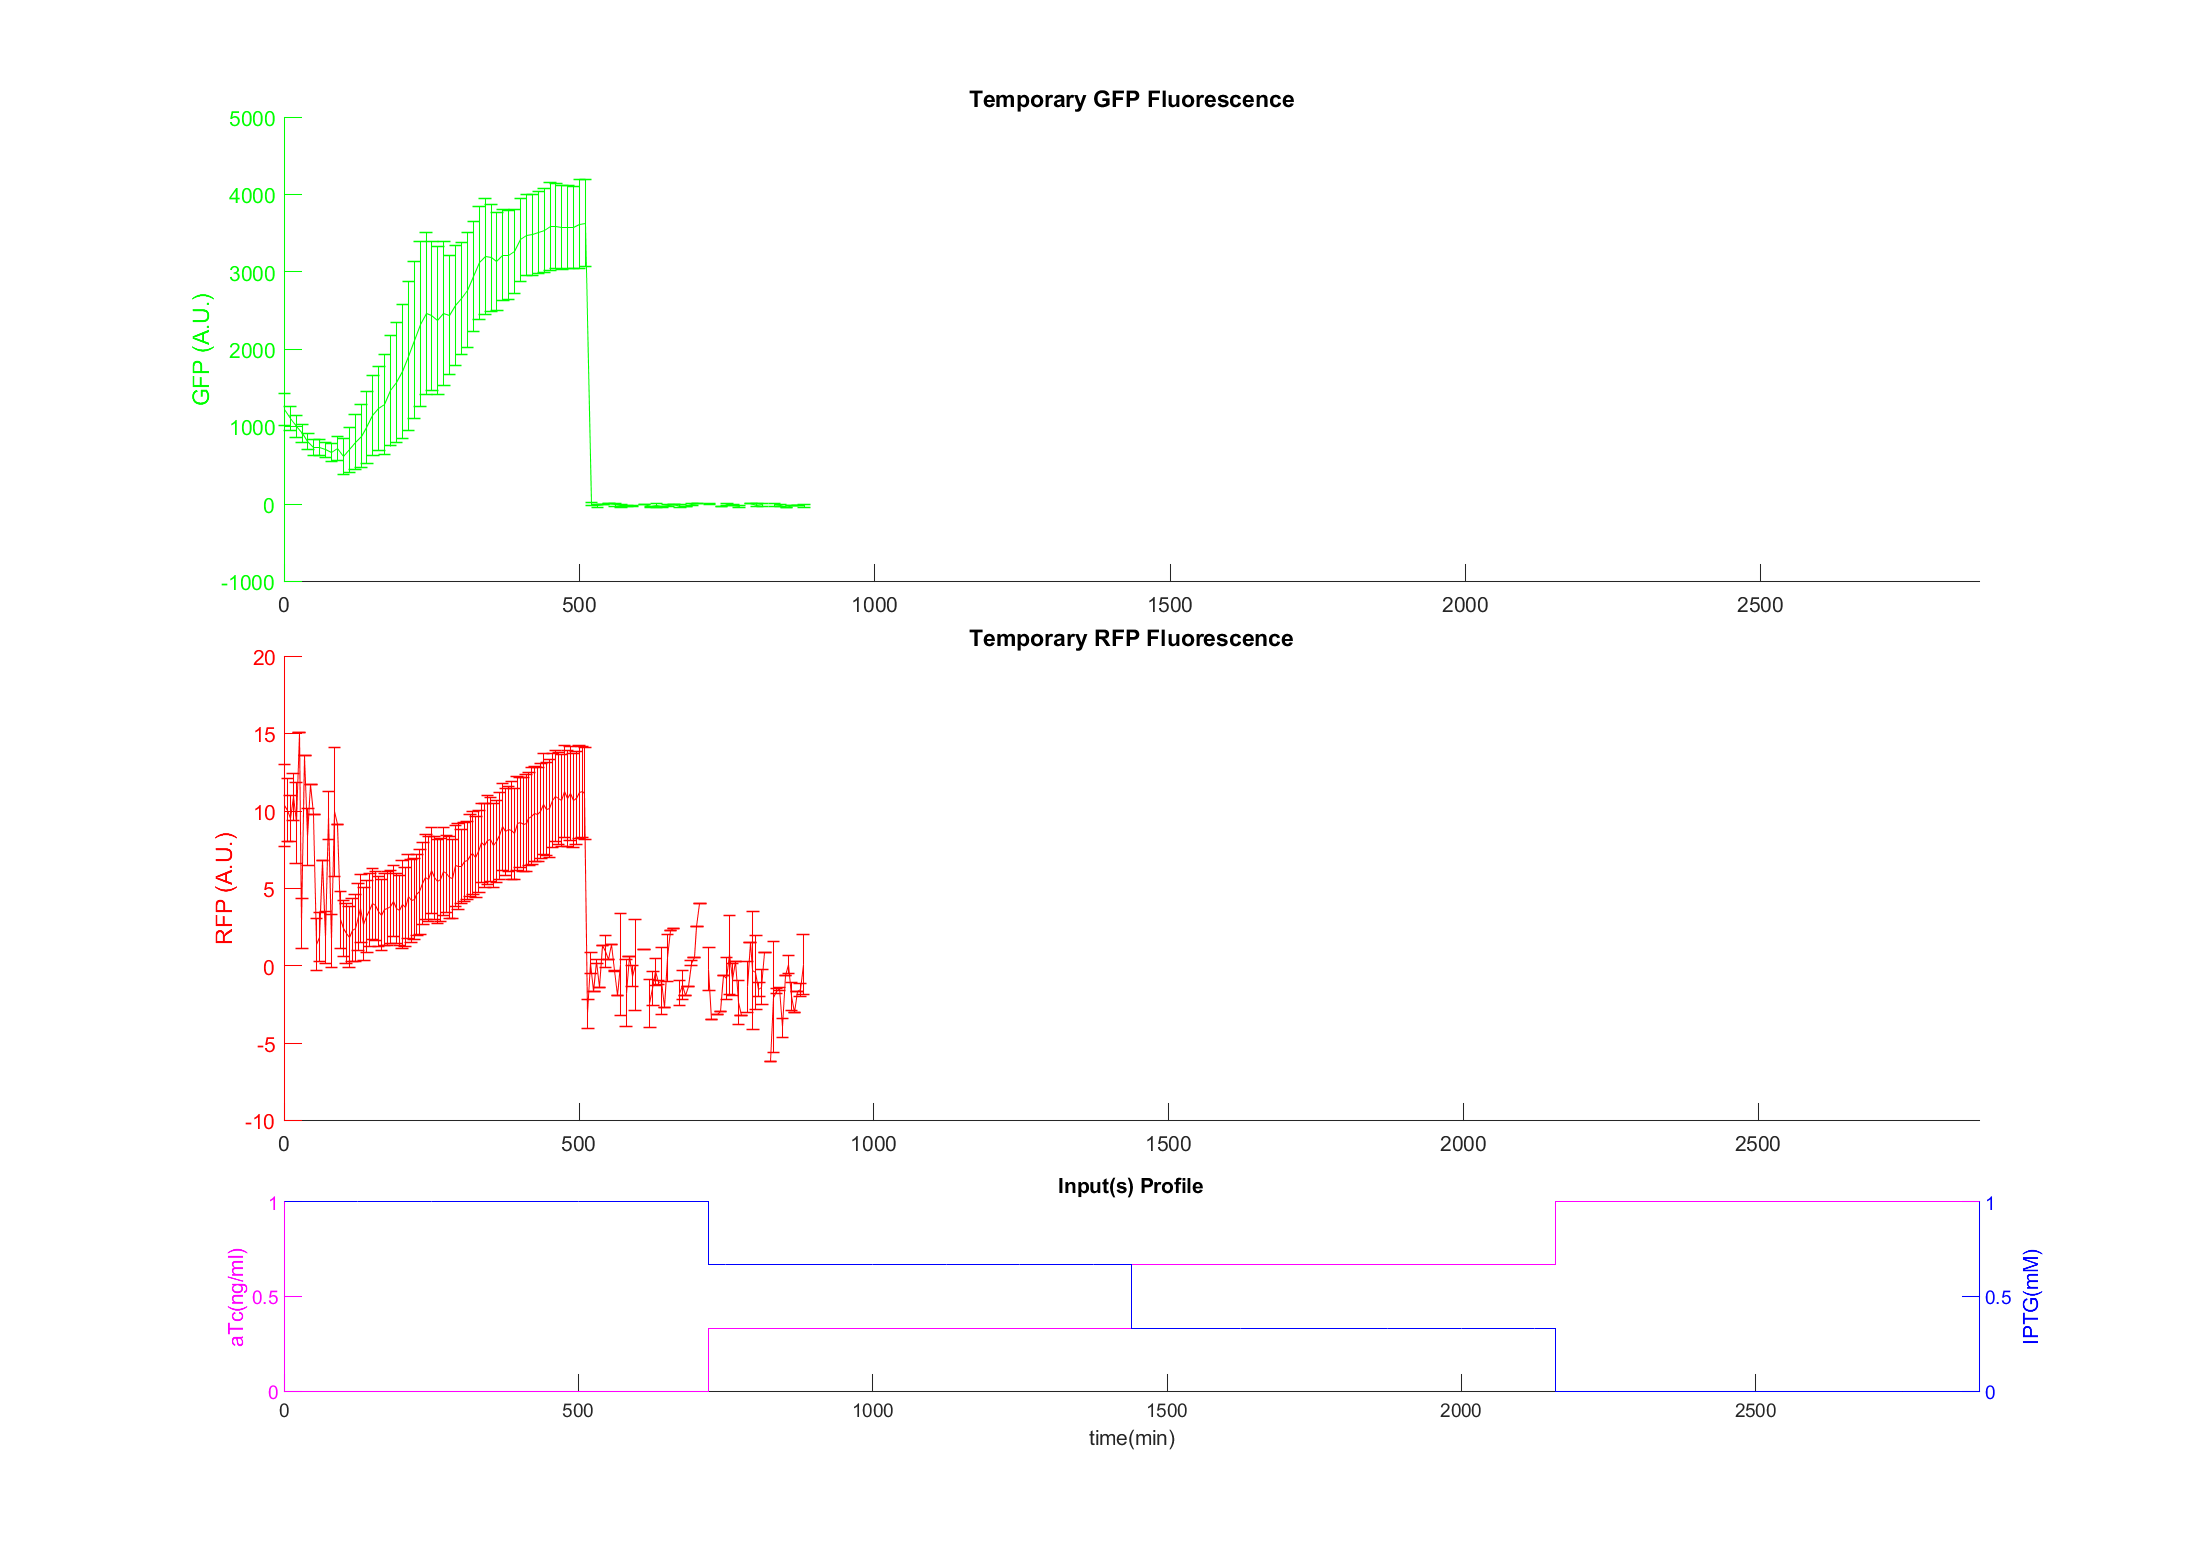 Temporary GFP Fluorescence
5000
4000
3000
2000
1000
0
-1000
GFP (A.U.)
0 500 1000 1500 2000 2500
Temporary RFP Fluorescence
20
15
10
5
0
-5
-10
RFP (A.U.)
0 500 1000 1500 2000 2500
Input(s) Profile
1
0.5
0
aTc(ng/ml)
1
0.5
0
IPTG(mM)
0 500 1000 1500 2000 2500
time(min)